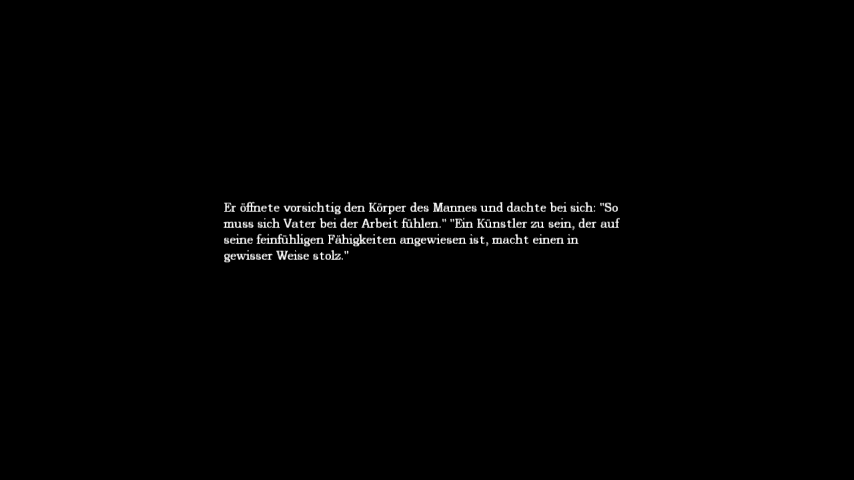 Er öffnete vorsichtig den Körper des Mannes und dachte bei sich: "So
muss sich Vater bei der Arbeit fühlen." "Ein Künstler zu sein, der auf
seine feinfühligen Fähigkeiten angewiesen ist, macht einen in
gewisser Weise stolz."